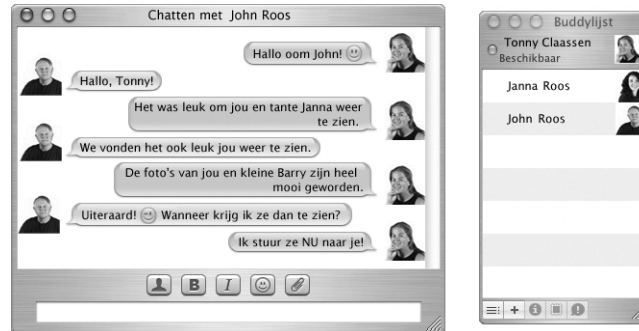 Chatten met John Roos
Hallo oom John!
Hallo, Tonny!
Het was leuk om jou en tante Janna weer
te zien.
We vonden het ook leuk jou weer te zien.
De foto's van jou en kleine Barry zijn heel
mooi geworden.
Uiteraard! Wanneer krijg ik ze dan te zien?
Ik stuur ze NU naar je!
B I
Buddylijst
Tonny Claassen
Beschikbaar
Janna Roos
John Roos